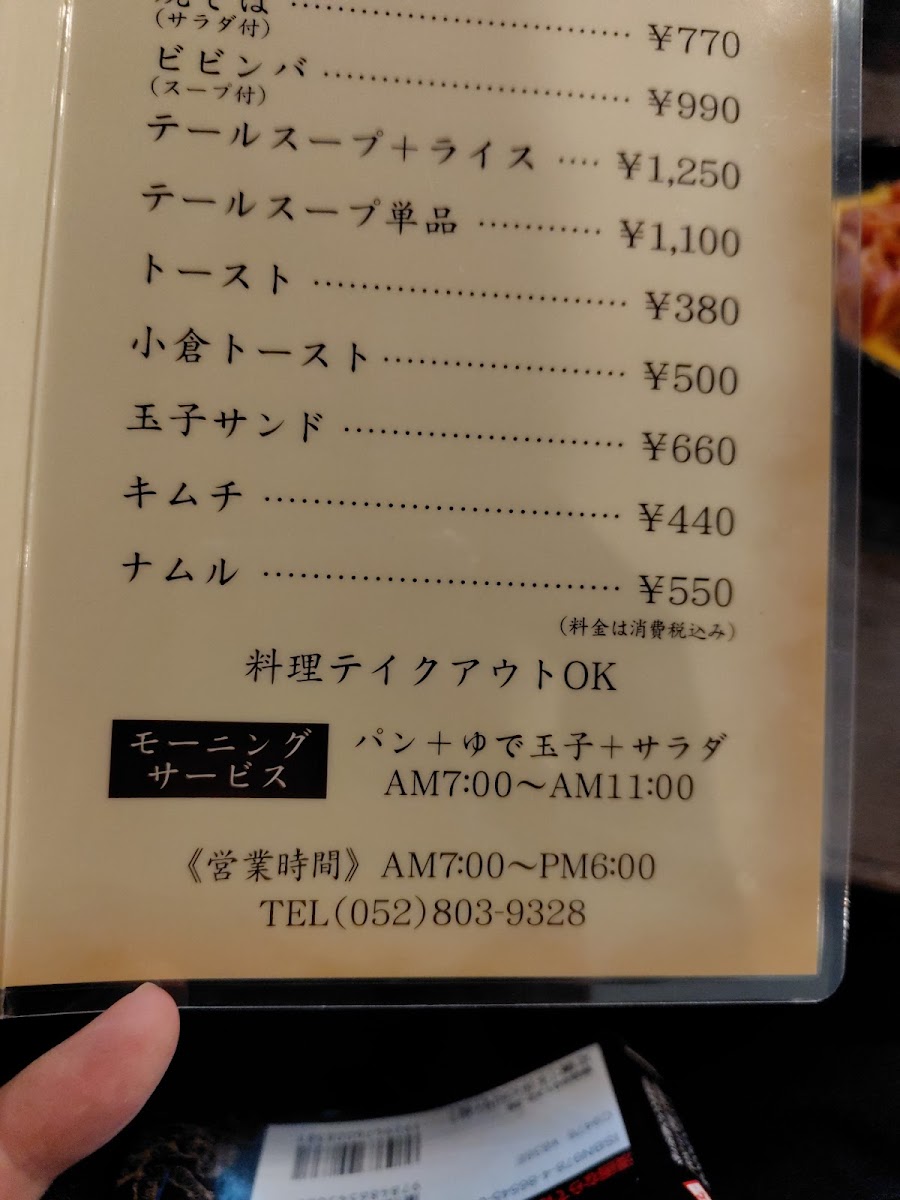 焼そば ¥770
(サラダ付)
ビビンバ ¥990
(スープ付)
テールスープ＋ライス ¥1,250
テールスープ単品 ¥1,100
トースト ¥380
小倉トースト ¥500
玉子サンド ¥660
キムチ ¥440
ナムル ¥550
(料金は消費税込み)
料理テイクアウトOK
モーニング
サービス
パン＋ゆで玉子＋サラダ
AM7:00〜AM11:00
《営業時間》AM7:00〜PM6:00
TEL(052)803-9328